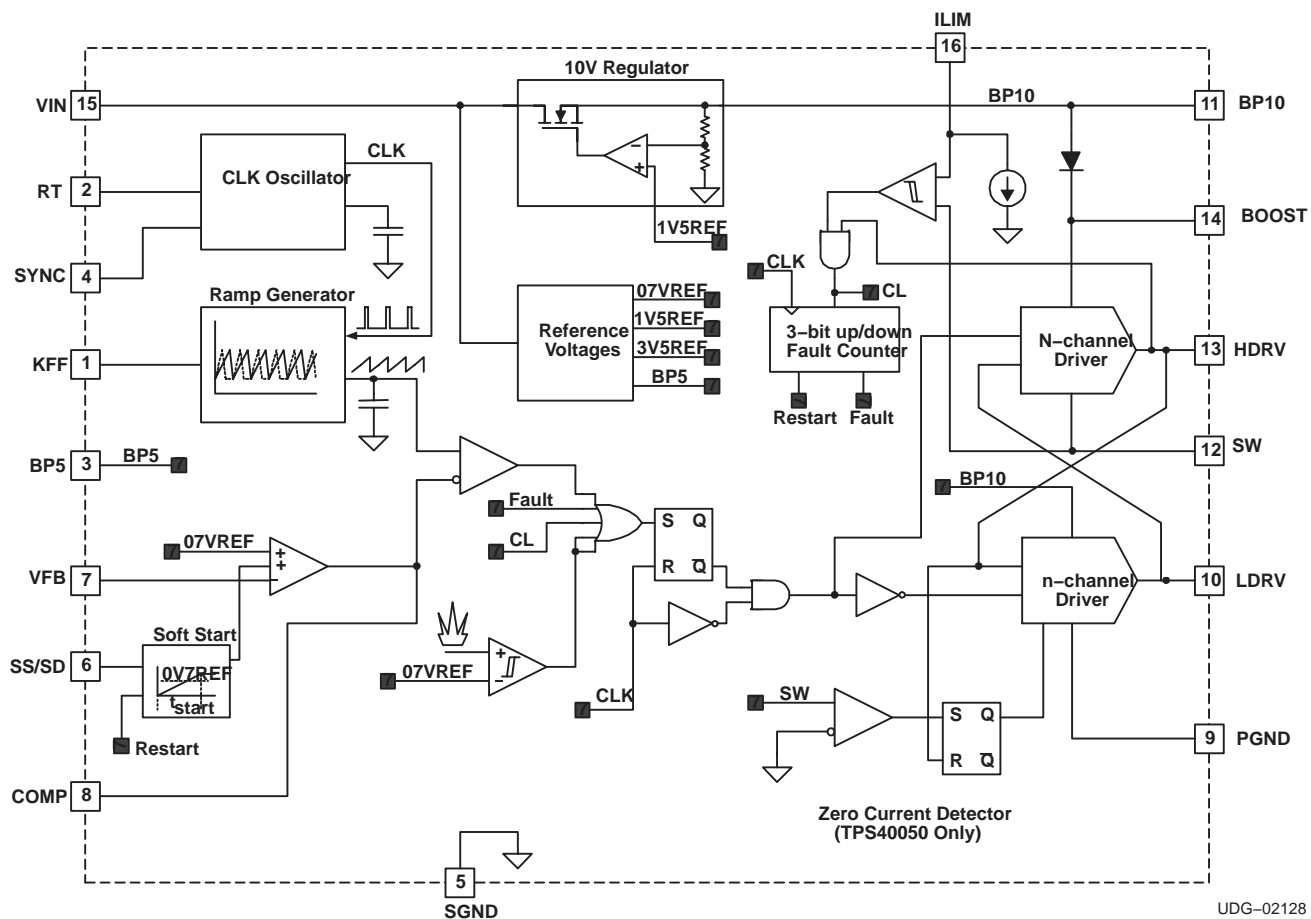 ILIM
16
10V Regulator
VIN 15
BP10
11 BP10
CLK
CLK Oscillator
RT 2
1V5REF
14 BOOST
SYNC 4
7 CLK
7 CL
Ramp Generator
07VREF
1V5REF
3V5REF
BP5
Reference
Voltages
3−bit up/down
Fault Counter
N−channel
Driver
13 HDRV
KFF 1
Restart Fault
BP5 3 BP5 7
12 SW
BP10
Fault
CL
S Q
R Q
07VREF
+
+
−
VFB 7
n−channel
Driver
10 LDRV
Soft Start
SS/SD 6
0V7REF
tstart
07VREF
+
−
CLK
SW
S Q
R Q
Restart
9 PGND
COMP 8
Zero Current Detector
(TPS40050 Only)
5
SGND
UDG−02128